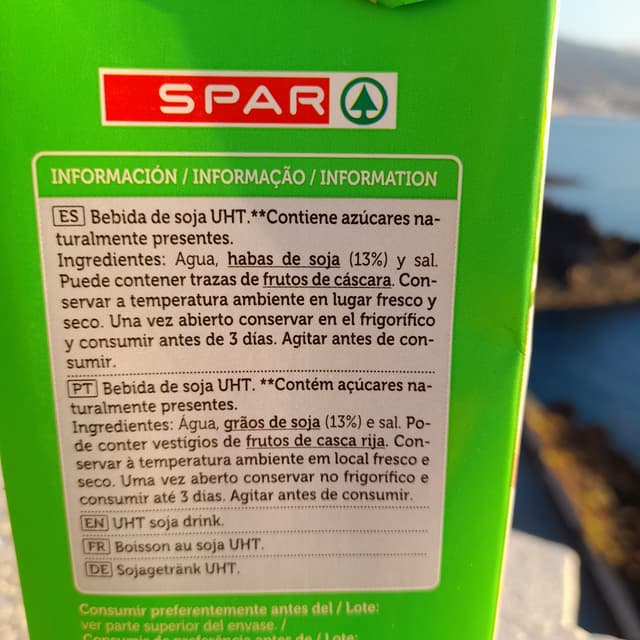 SPAR
INFORMACIÓN / INFORMAÇÃO / INFORMATION
ES Bebida de soja UHT.**Contiene azúcares na-
turalmente presentes.
Ingredientes: Agua, habas de soja (13%) y sal.
Puede contener trazas de frutos de cáscara. Con-
servar a temperatura ambiente en lugar fresco y
seco. Una vez abierto conservar en el frigorífico
y consumir antes de 3 días. Agitar antes de con-
sumir.
PT Bebida de soja UHT. **Contém açúcares na-
turalmente presentes.
Ingredientes: Água, grãos de soja (13%) e sal. Po-
de conter vestígios de frutos de casca rija. Con-
servar à temperatura ambiente em local fresco e
seco. Uma vez aberto conservar no frigorífico e
consumir até 3 dias. Agitar antes de consumir.
EN UHT soja drink.
FR Boisson au soja UHT.
DE Sojagetränk UHT.
Consumir preferentemente antes del / Lote:
ver parte superior del envase. /
Consumir de preferência antes de / Lote: